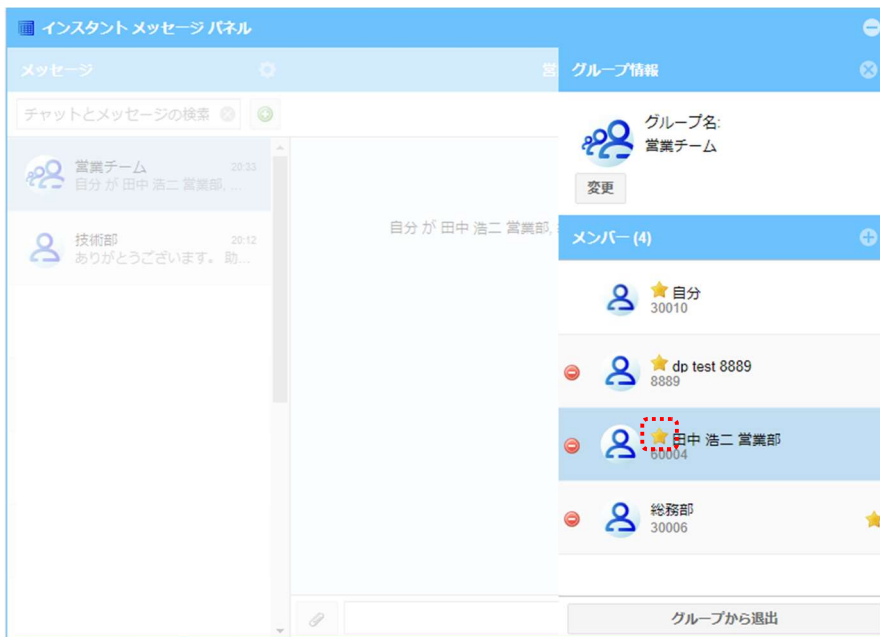 インスタント メッセージ パネル
メッセージ
営
グループ情報
チャットとメッセージの検索
グループ名:
営業チーム
変更
営業チーム 20:33
自分 が 田中 浩二 営業部, ...
技術部 20:12
ありがとうございます。 助...
自分 が 田中 浩二 営業部,
メンバー (4)
自分
30010
dp test 8889
8889
田中 浩二 営業部
60004
総務部
30006
グループから退出